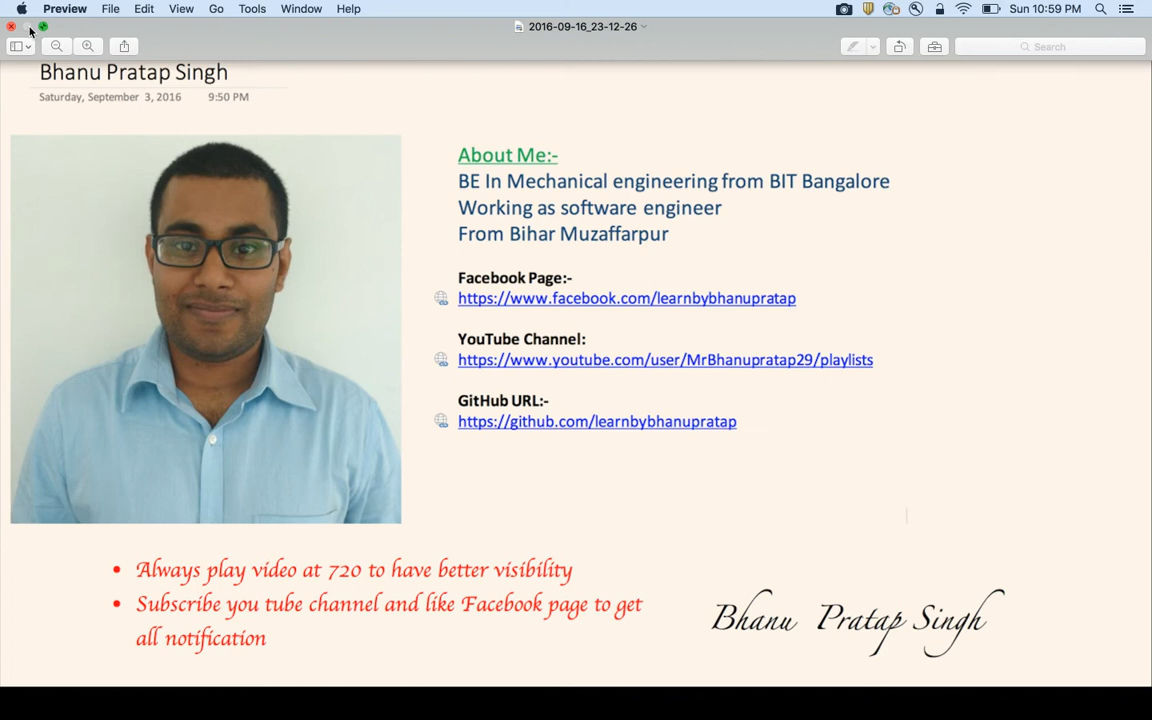 Preview File Edit View Go Tools Window Help Sun 10:59 PM
2016-09-16_23-12-26
Search
Bhanu Pratap Singh
Saturday, September 3, 2016 9:50 PM
About Me:-
BE In Mechanical engineering from BIT Bangalore
Working as software engineer
From Bihar Muzaffarpur
Facebook Page:-
https://www.facebook.com/learnbybhanupratap
YouTube Channel:
https://www.youtube.com/user/MrBhanupratap29/playlists
GitHub URL:-
https://github.com/learnbybhanupratap
• Always play video at 720 to have better visibility
• Subscribe you tube channel and like Facebook page to get
all notification
Bhanu Pratap Singh